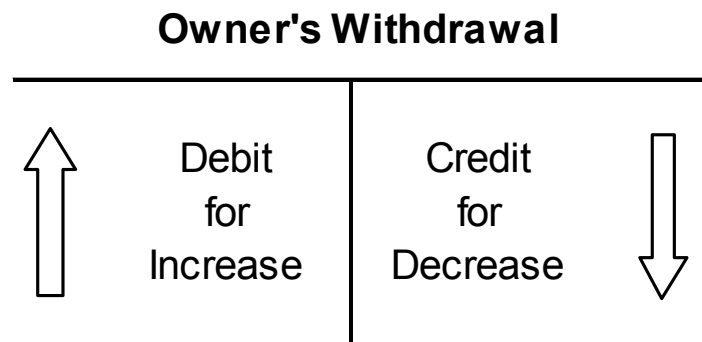 Owner's Withdrawal
Debit
for
Increase
Credit
for
Decrease